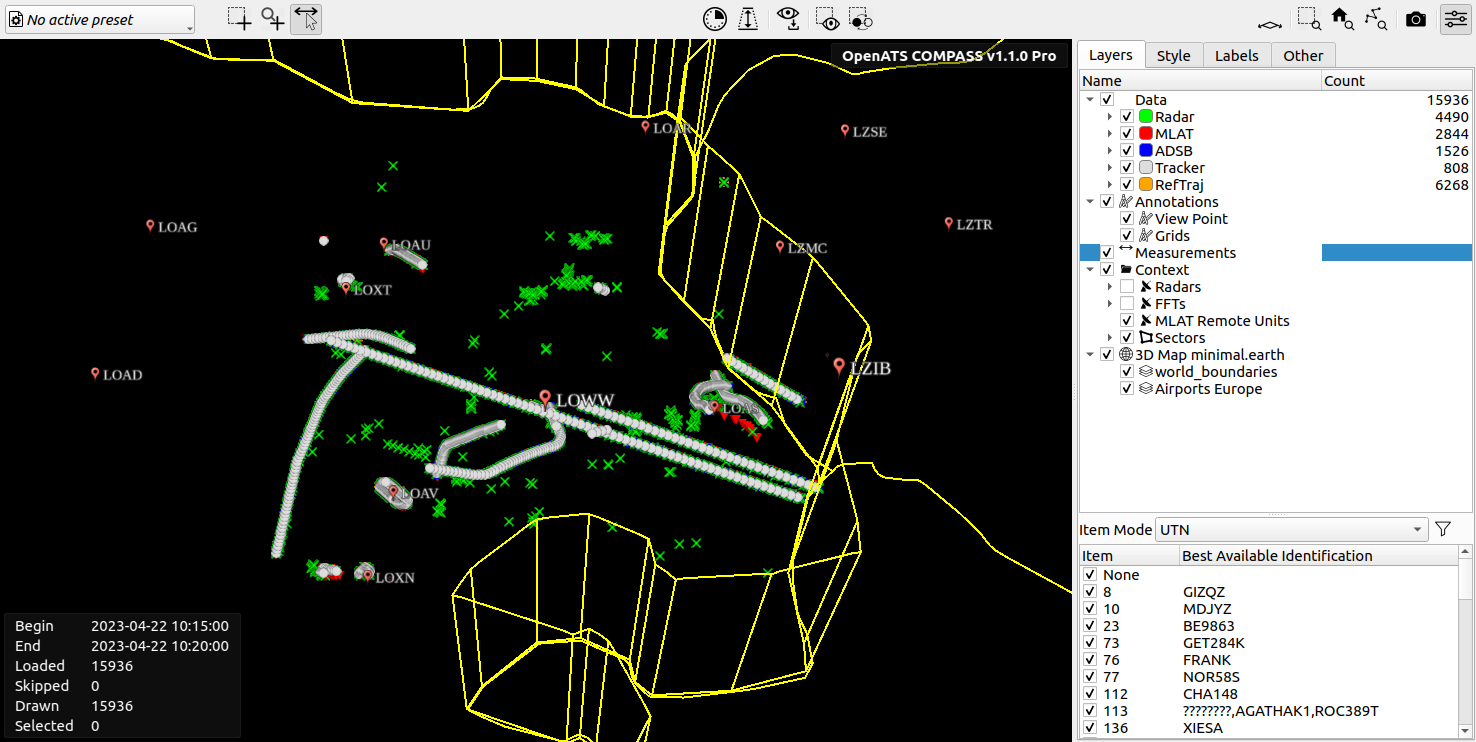 No active preset
OpenATS COMPASS v1.1.0 Pro
LOAR
LZSE
LOAG
LZTR
LOAU
LZMC
LOXT
LOAD
LZIB
LOWW
LOAV
LOXN
Begin 2023-04-22 10:15:00
End 2023-04-22 10:20:00
Loaded 15936
Skipped 0
Drawn 15936
Selected 0
Layers Style Labels Other
Name Count
Data 15936
Radar 4490
MLAT 2844
ADSB 1526
Tracker 808
RefTraj 6268
Annotations
View Point
Grids
Measurements
Context
Radars
FFTs
MLAT Remote Units
Sectors
3D Map minimal.earth
world_boundaries
Airports Europe
Item Mode UTN
Item Best Available Identification
None
8 GIZQZ
10 MDJYZ
23 BE9863
73 GET284K
76 FRANK
77 NOR58S
112 CHA148
113 ????????,AGATHAK1,ROC389T
136 XIESA